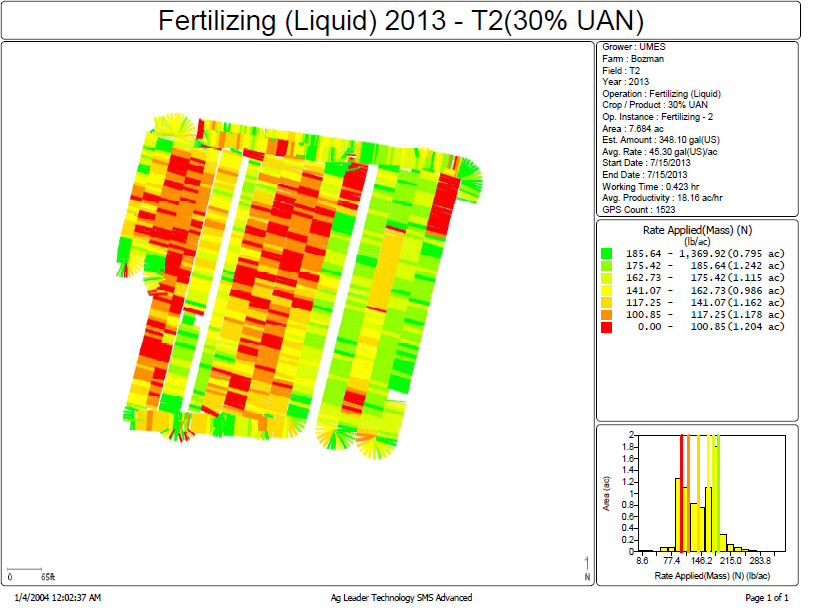 Fertilizing (Liquid) 2013 - T2(30% UAN)
Grower : UMES
Farm : Bozman
Field : T2
Year : 2013
Operation : Fertilizing (Liquid)
Crop / Product : 30% UAN
Op. Instance : Fertilizing - 2
Area : 7.684 ac
Est. Amount : 348.10 gal(US)
Avg. Rate : 45.30 gal(US)/ac
Start Date : 7/15/2013
End Date : 7/15/2013
Working Time : 0.423 hr
Avg. Productivity : 18.16 ac/hr
GPS Count : 1523
Rate Applied(Mass) (N)
(lb/ac)
185.64 - 1,369.92(0.795 ac)
175.42 - 185.64(1.242 ac)
162.73 - 175.42(1.115 ac)
141.07 - 162.73(0.986 ac)
117.25 - 141.07(1.162 ac)
100.85 - 117.25(1.178 ac)
0.00 - 100.85(1.204 ac)
2
1.8
1.6
1.4
1.2
1
0.8
0.6
0.4
0.2
0
Area (ac)
8.6 77.4 146.2 215.0 283.8
Rate Applied(Mass) (N) (lb/ac)
0 65ft
N
1/4/2004 12:02:37 AM
Ag Leader Technology SMS Advanced
Page 1 of 1